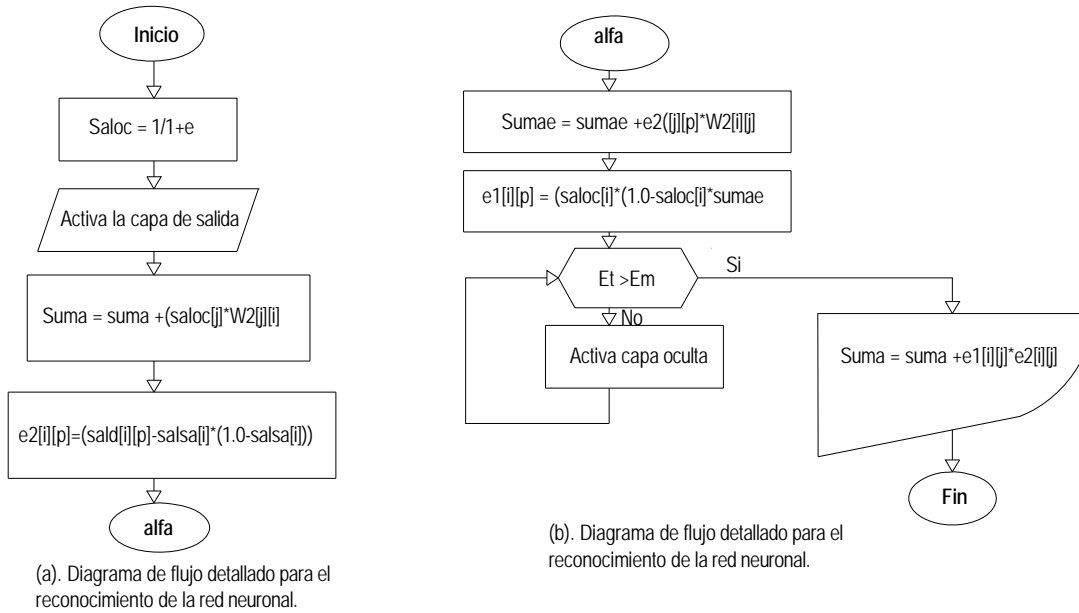 Inicio
Saloc = 1/1+e
Activa la capa de salida
Suma = suma +(saloc[j]*W2[j][i]
e2[i][p]=(sald[i][p]-salsa[i]*(1.0-salsa[i]))
alfa
(a). Diagrama de flujo detallado para el
reconocimiento de la red neuronal.
alfa
Sumae = sumae +e2([j][p]*W2[i][j]
e1[i][p] = (saloc[i]*(1.0-saloc[i]*sumae
Et >Em
Si
No
Activa capa oculta
Suma = suma +e1[i][j]*e2[i][j]
Fin
(b). Diagrama de flujo detallado para el
reconocimiento de la red neuronal.